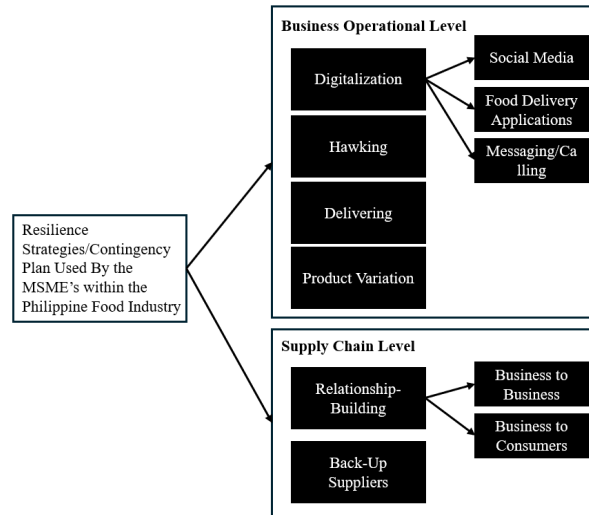 Business Operational Level
Digitalization
Social Media
Food Delivery
Applications
Messaging/Ca
lling
Hawking
Delivering
Product Variation
Resilience
Strategies/Contingency
Plan Used By the
MSME's within the
Philippine Food Industry
Supply Chain Level
Relationship-
Building
Business to
Business
Business to
Consumers
Back-Up
Suppliers